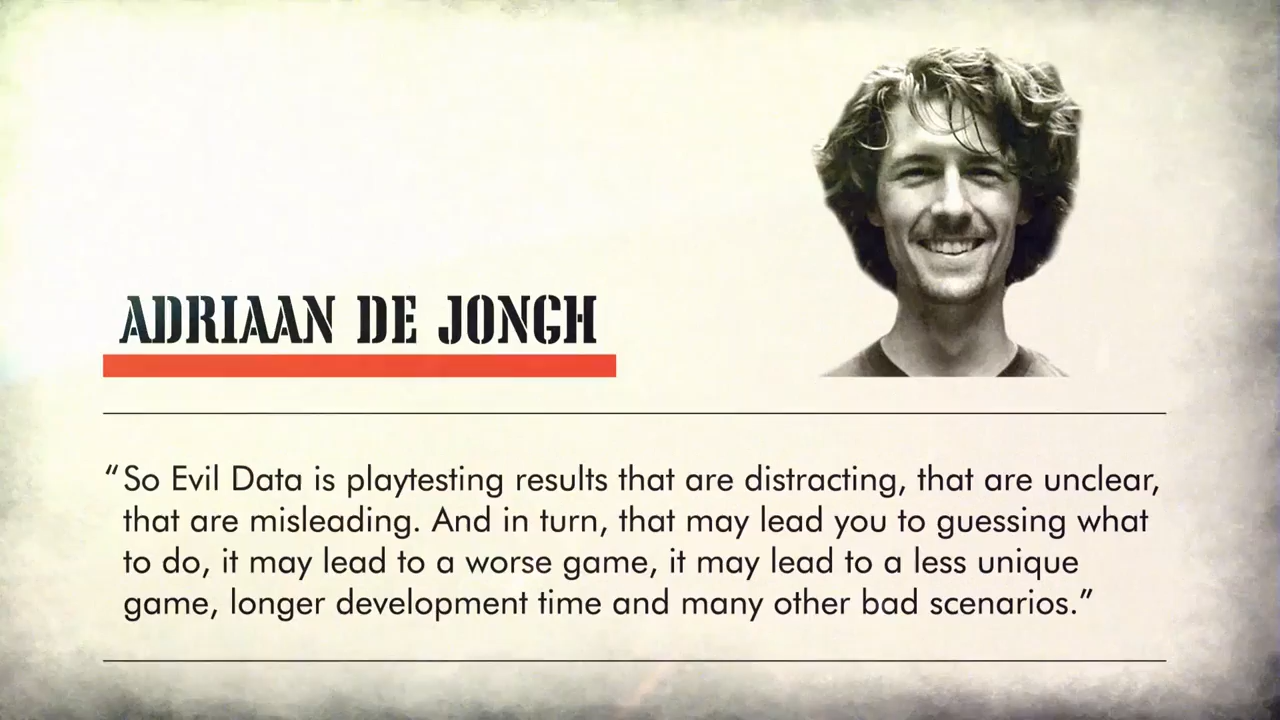 ADRIAAN DE JONGH
“So Evil Data is playtesting results that are distracting, that are unclear,
that are misleading. And in turn, that may lead you to guessing what
to do, it may lead to a worse game, it may lead to a less unique
game, longer development time and many other bad scenarios.”